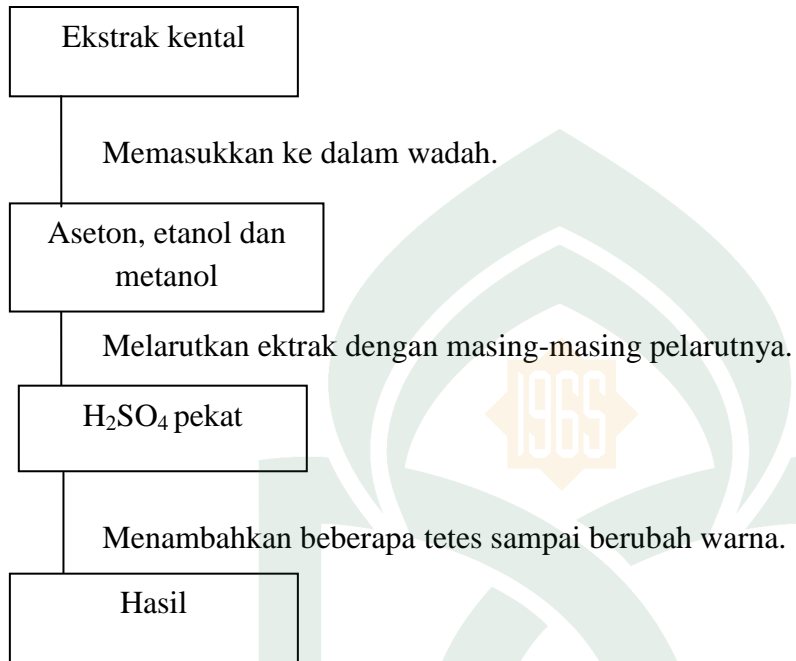 Ekstrak kental
Memasukkan ke dalam wadah.
Aseton, etanol dan
metanol
Melarutkan ektrak dengan masing-masing pelarutnya.
H₂SO₄ pekat
1965
Menambahkan beberapa tetes sampai berubah warna.
Hasil